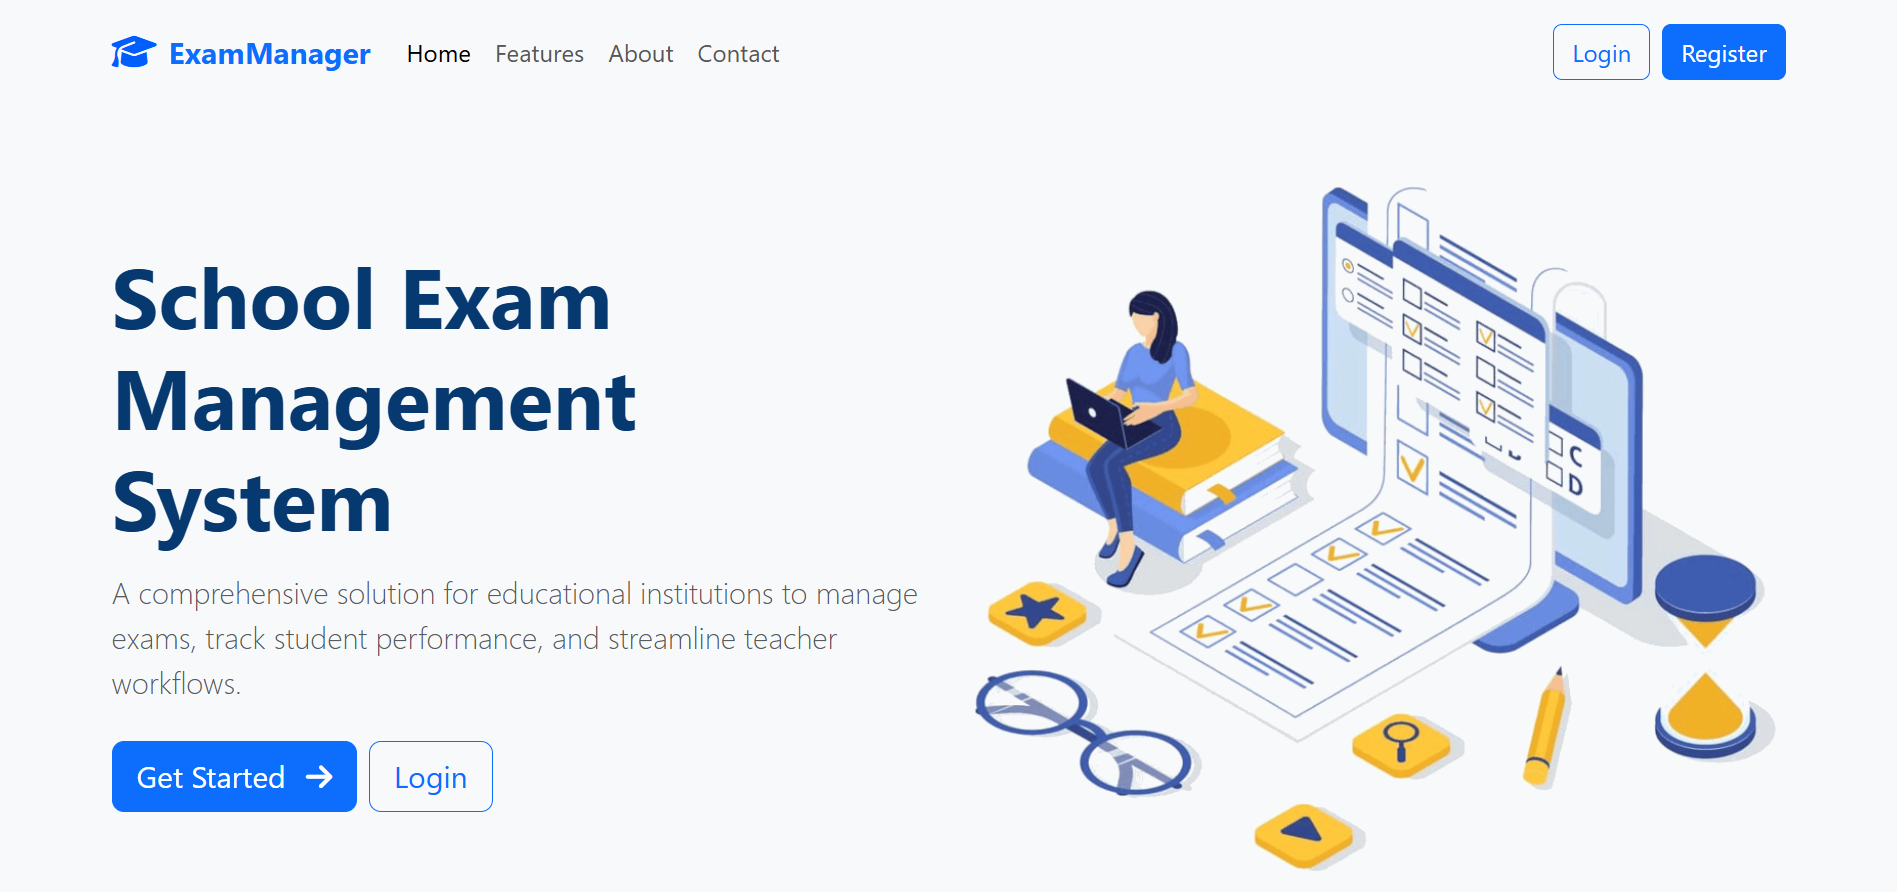 ExamManager Home Features About Contact Login Register
School Exam
Management
System
A comprehensive solution for educational institutions to manage
exams, track student performance, and streamline teacher
workflows.
Get Started Login
C
D